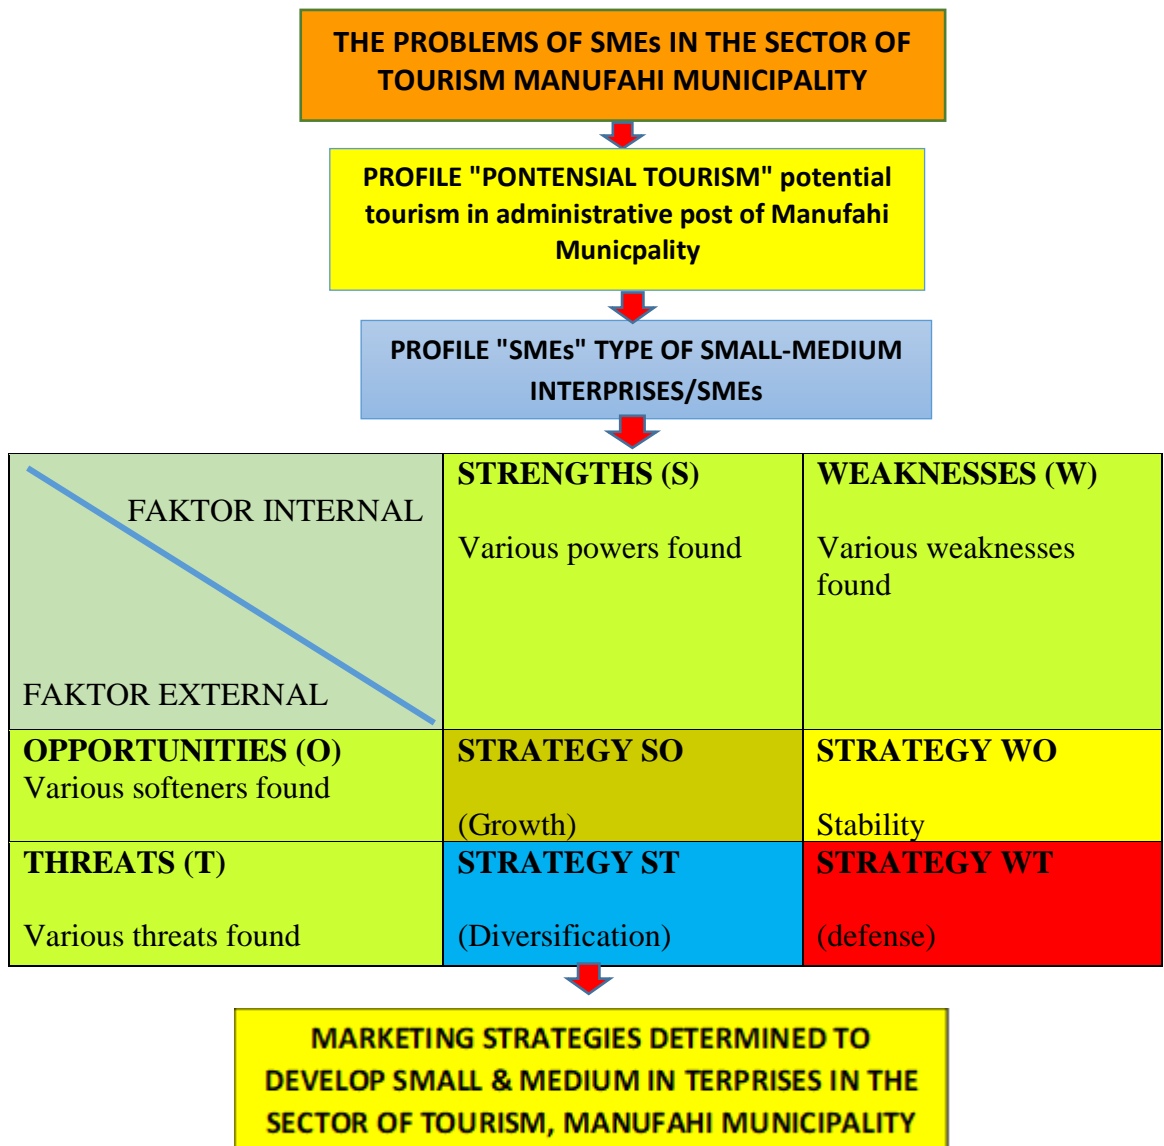 THE PROBLEMS OF SMEs IN THE SECTOR OF
TOURISM MANUFAHI MUNICIPALITY
PROFILE "PONTENSIAL TOURISM" potential
tourism in administrative post of Manufahi
Municpality
PROFILE "SMEs" TYPE OF SMALL-MEDIUM
INTERPRISES/SMEs
FAKTOR INTERNAL
FAKTOR EXTERNAL
STRENGTHS (S)
Various powers found
WEAKNESSES (W)
Various weaknesses
found
OPPORTUNITIES (O)
Various softeners found
STRATEGY SO
(Growth)
STRATEGY WO
Stability
THREATS (T)
Various threats found
STRATEGY ST
(Diversification)
STRATEGY WT
(defense)
MARKETING STRATEGIES DETERMINED TO
DEVELOP SMALL & MEDIUM IN TERPRISES IN THE
SECTOR OF TOURISM, MANUFAHI MUNICIPALITY